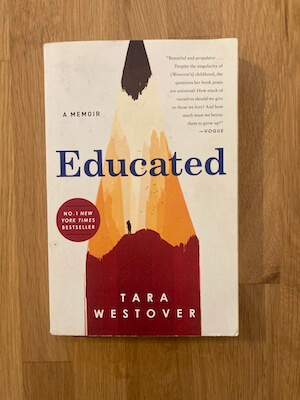 "Beautiful and propulsive . . .
Despite the singularity of
[Westover's] childhood, the
questions her book poses
are universal: How much of
ourselves should we give
to those we love? And how
much must we betray
them to grow up?"
—VOGUE
A MEMOIR
Educated
NO. 1 NEW
YORK TIMES
BESTSELLER
TARA
WESTOVER